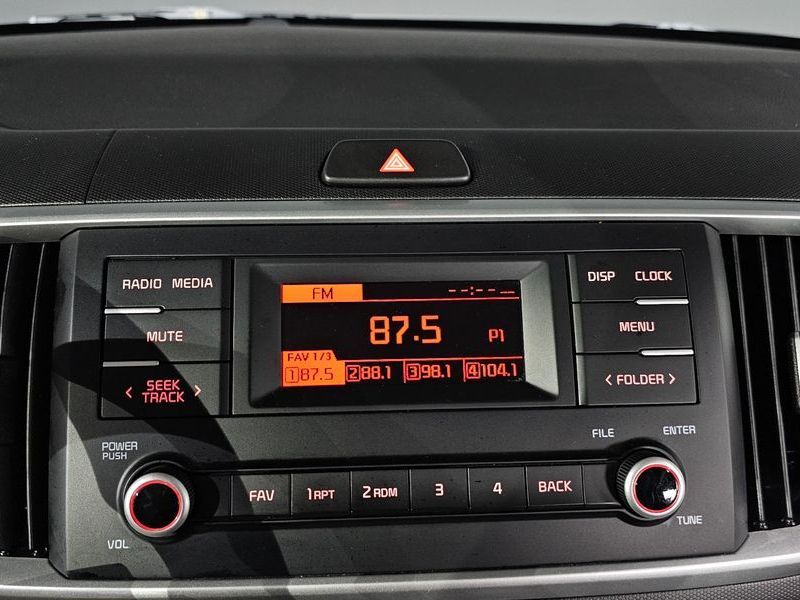 RADIO MEDIA
MUTE
< SEEK TRACK >
FM --:--
87.5 P1
FAV 1/3
1 87.5 2 88.1 3 98.1 4 104.1
DISP CLOCK
MENU
< FOLDER >
POWER
PUSH
VOL
FAV 1 RPT 2 RDM 3 4 BACK
FILE ENTER
TUNE